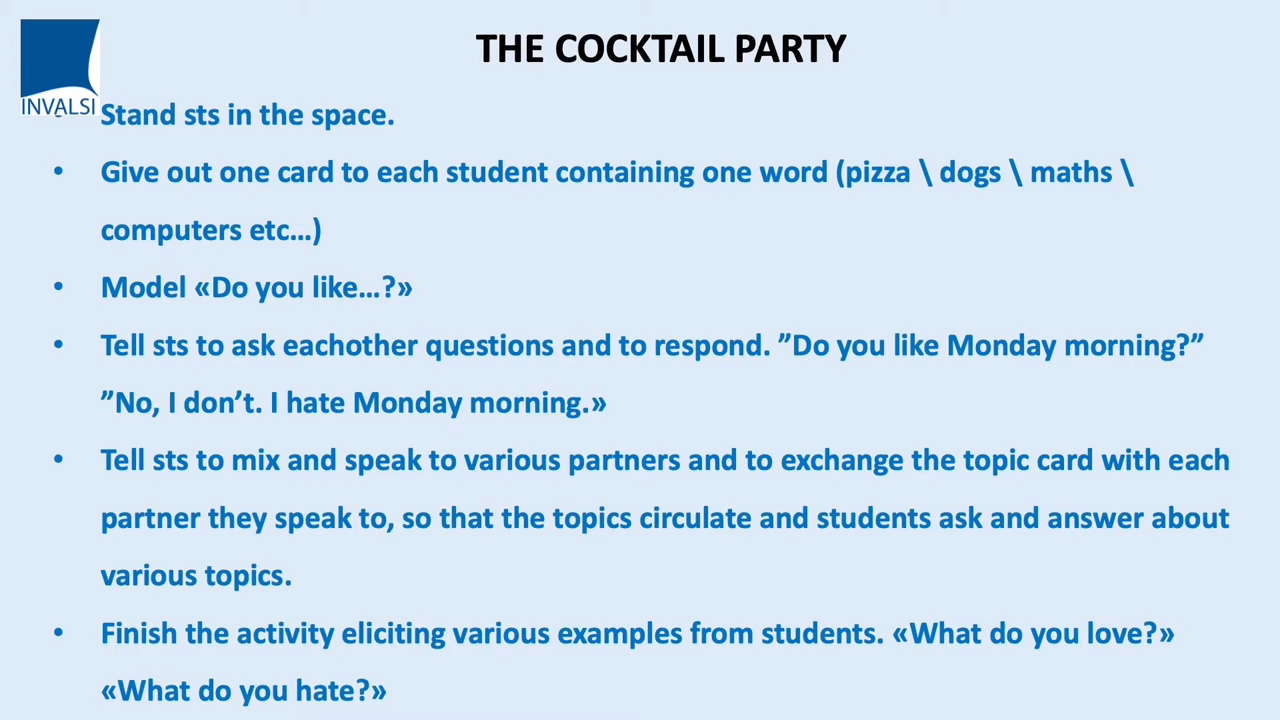 THE COCKTAIL PARTY
INVALSI
• Stand sts in the space.
• Give out one card to each student containing one word (pizza \ dogs \ maths \
computers etc…)
• Model «Do you like…?»
• Tell sts to ask eachother questions and to respond. ”Do you like Monday morning?”
”No, I don’t. I hate Monday morning.»
• Tell sts to mix and speak to various partners and to exchange the topic card with each
partner they speak to, so that the topics circulate and students ask and answer about
various topics.
• Finish the activity eliciting various examples from students. «What do you love?»
«What do you hate?»